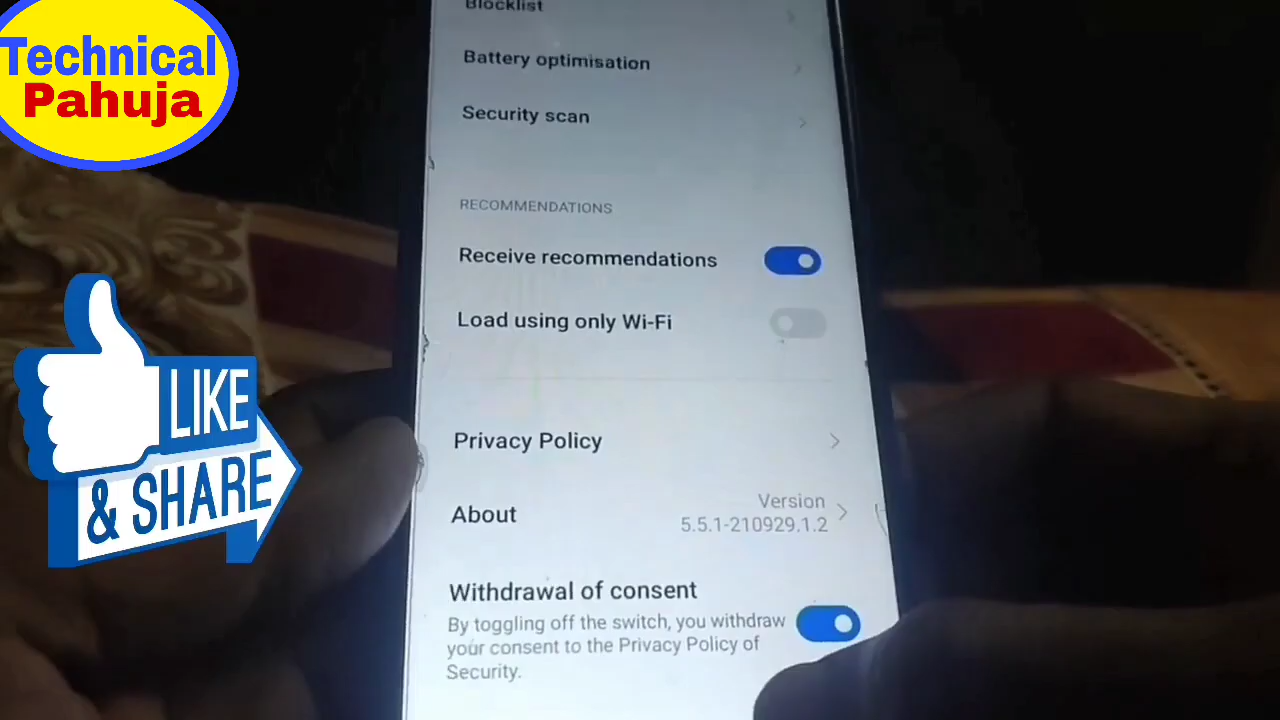 Technical
Pahuja
Blocklist
Battery optimisation
Security scan
RECOMMENDATIONS
Receive recommendations
Load using only Wi-Fi
LIKE
& SHARE
Privacy Policy
About
Version
5.5.1-210929.1.2
Withdrawal of consent
By toggling off the switch, you withdraw
your consent to the Privacy Policy of
Security.